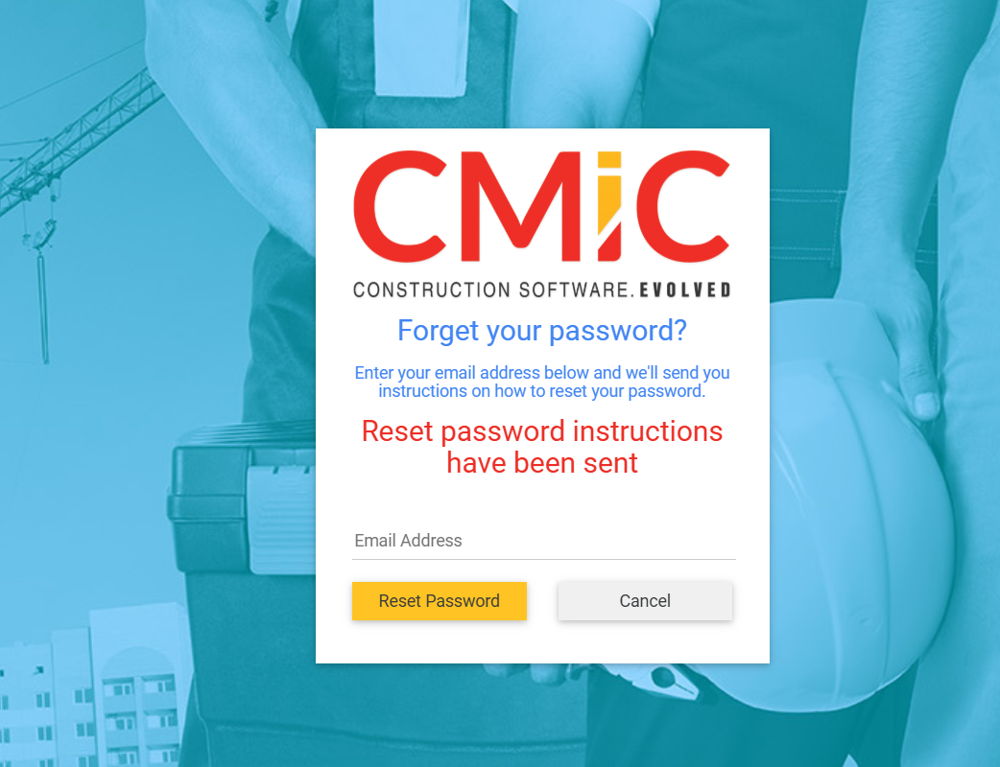 CMiC
CONSTRUCTION SOFTWARE. EVOLVED
Forget your password?
Enter your email address below and we'll send you
instructions on how to reset your password.
Reset password instructions
have been sent
Email Address
Reset Password
Cancel